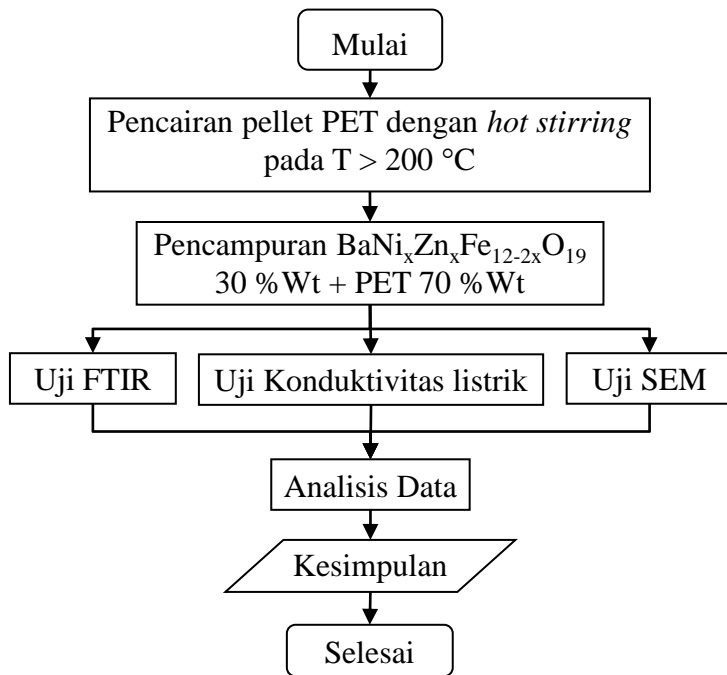 Mulai
Pencairan pellet PET dengan hot stirring
pada T > 200 °C
Pencampuran BaNiₓZnₓFe₁₂₋₂ₓO₁₉
30 %Wt + PET 70 %Wt
Uji FTIR
Uji Konduktivitas listrik
Uji SEM
Analisis Data
Kesimpulan
Selesai